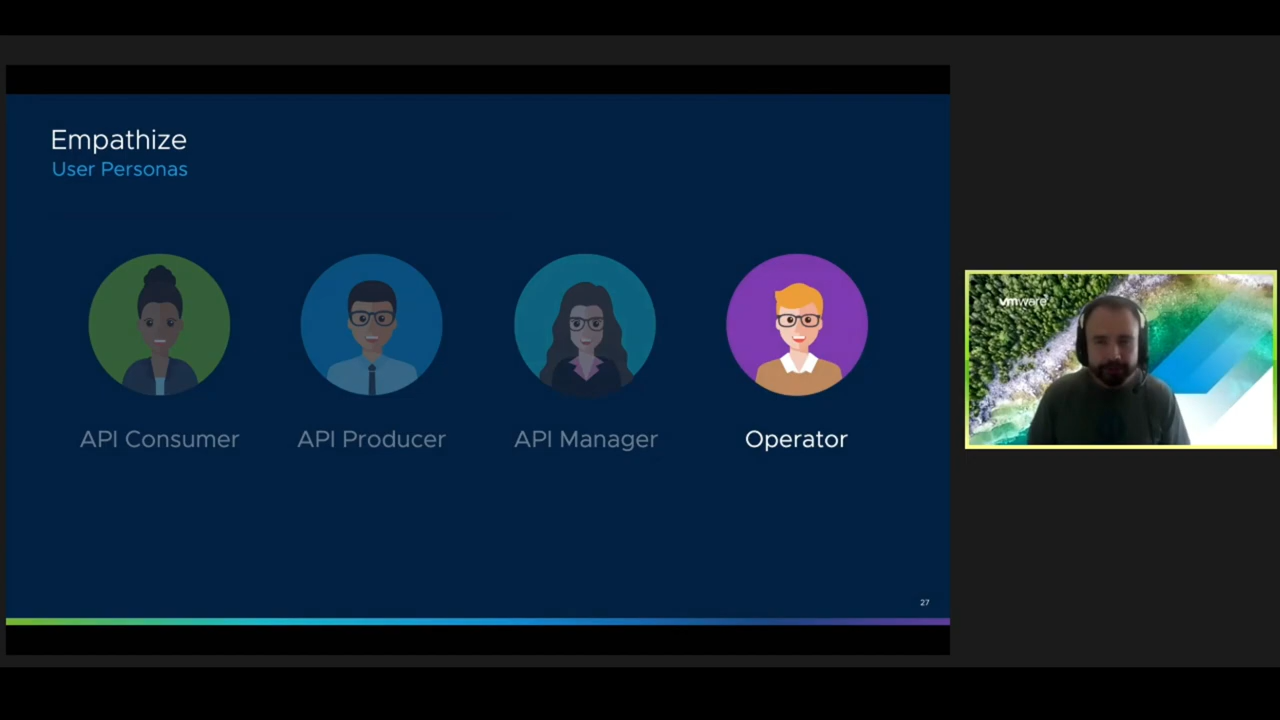 Empathize
User Personas
API Consumer
API Producer
API Manager
Operator
27
vmware